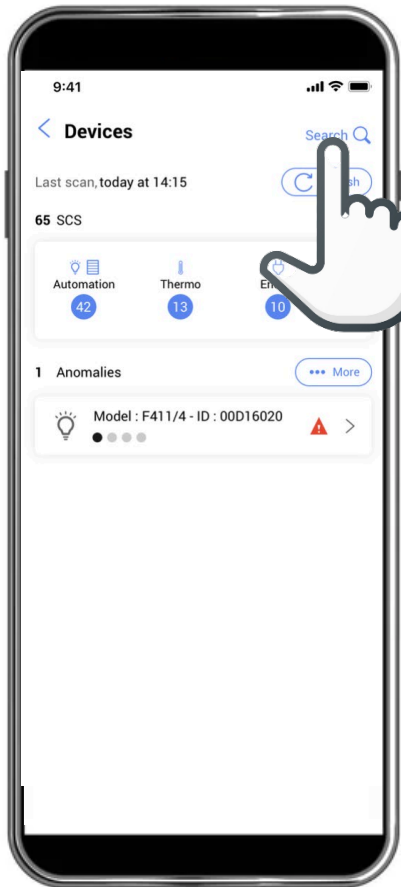 9:41
Devices
Search
Last scan, today at 14:15
65 SCS
Automation Thermo
42 13 10
1 Anomalies
More
Model : F411/4 - ID : 00D16020